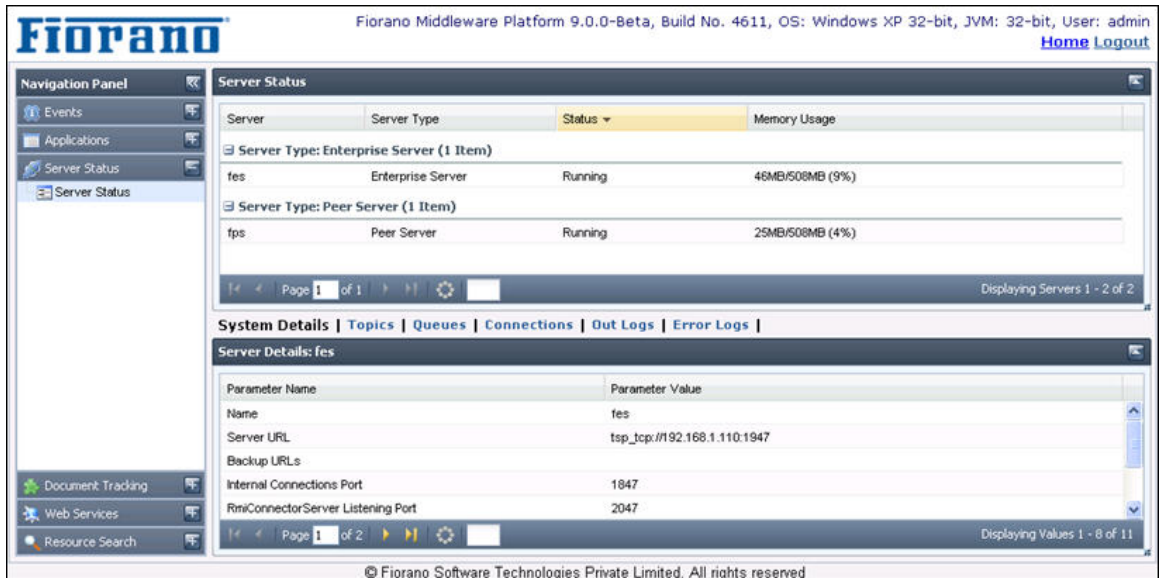 Fiorano
Fiorano Middleware Platform 9.0.0-Beta, Build No. 4611, OS: Windows XP 32-bit, JVM: 32-bit, User: admin
Home Logout
Navigation Panel
Events
Applications
Server Status
Server Status
Document Tracking
Web Services
Resource Search
Server Status
Server Server Type Status Memory Usage
Server Type: Enterprise Server (1 Item)
fes Enterprise Server Running 46MB/508MB (9%)
Server Type: Peer Server (1 Item)
fps Peer Server Running 25MB/508MB (4%)
Page 1 of 1 Displaying Servers 1 - 2 of 2
System Details | Topics | Queues | Connections | Out Logs | Error Logs |
Server Details: fes
Parameter Name Parameter Value
Name fes
Server URL tsp_tcp://192.168.1.110:1947
Backup URLs
Internal Connections Port 1847
RmiConnectorServer Listening Port 2047
Page 1 of 2 Displaying Values 1 - 8 of 11
© Fiorano Software Technologies Private Limited. All rights reserved